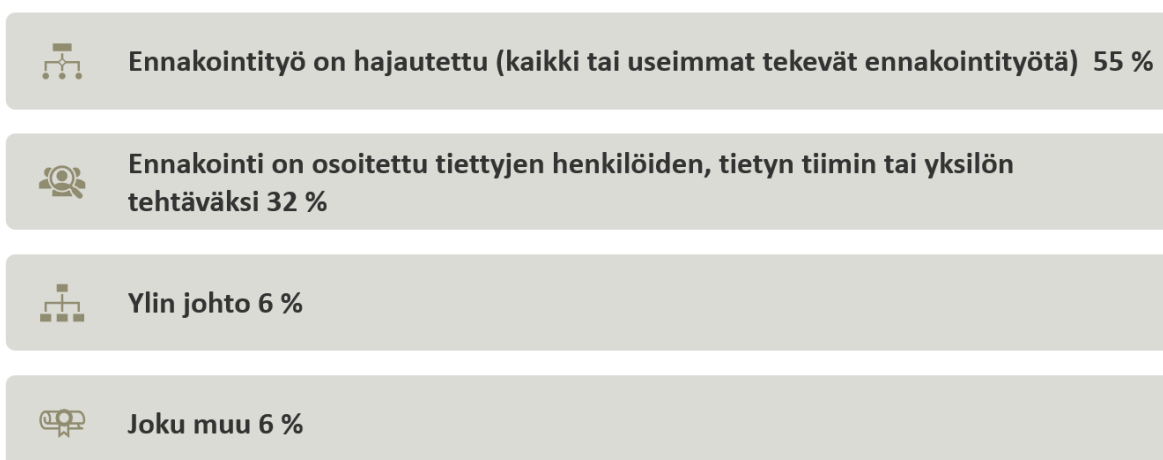 Ennakointityö on hajautettu (kaikki tai useimmat tekevät ennakointityötä)  55 %
Ennakointi on osoitettu tiettyjen henkilöiden, tietyn tiimin tai yksilön
tehtäväksi 32 %
Ylin johto 6 %
Joku muu 6 %